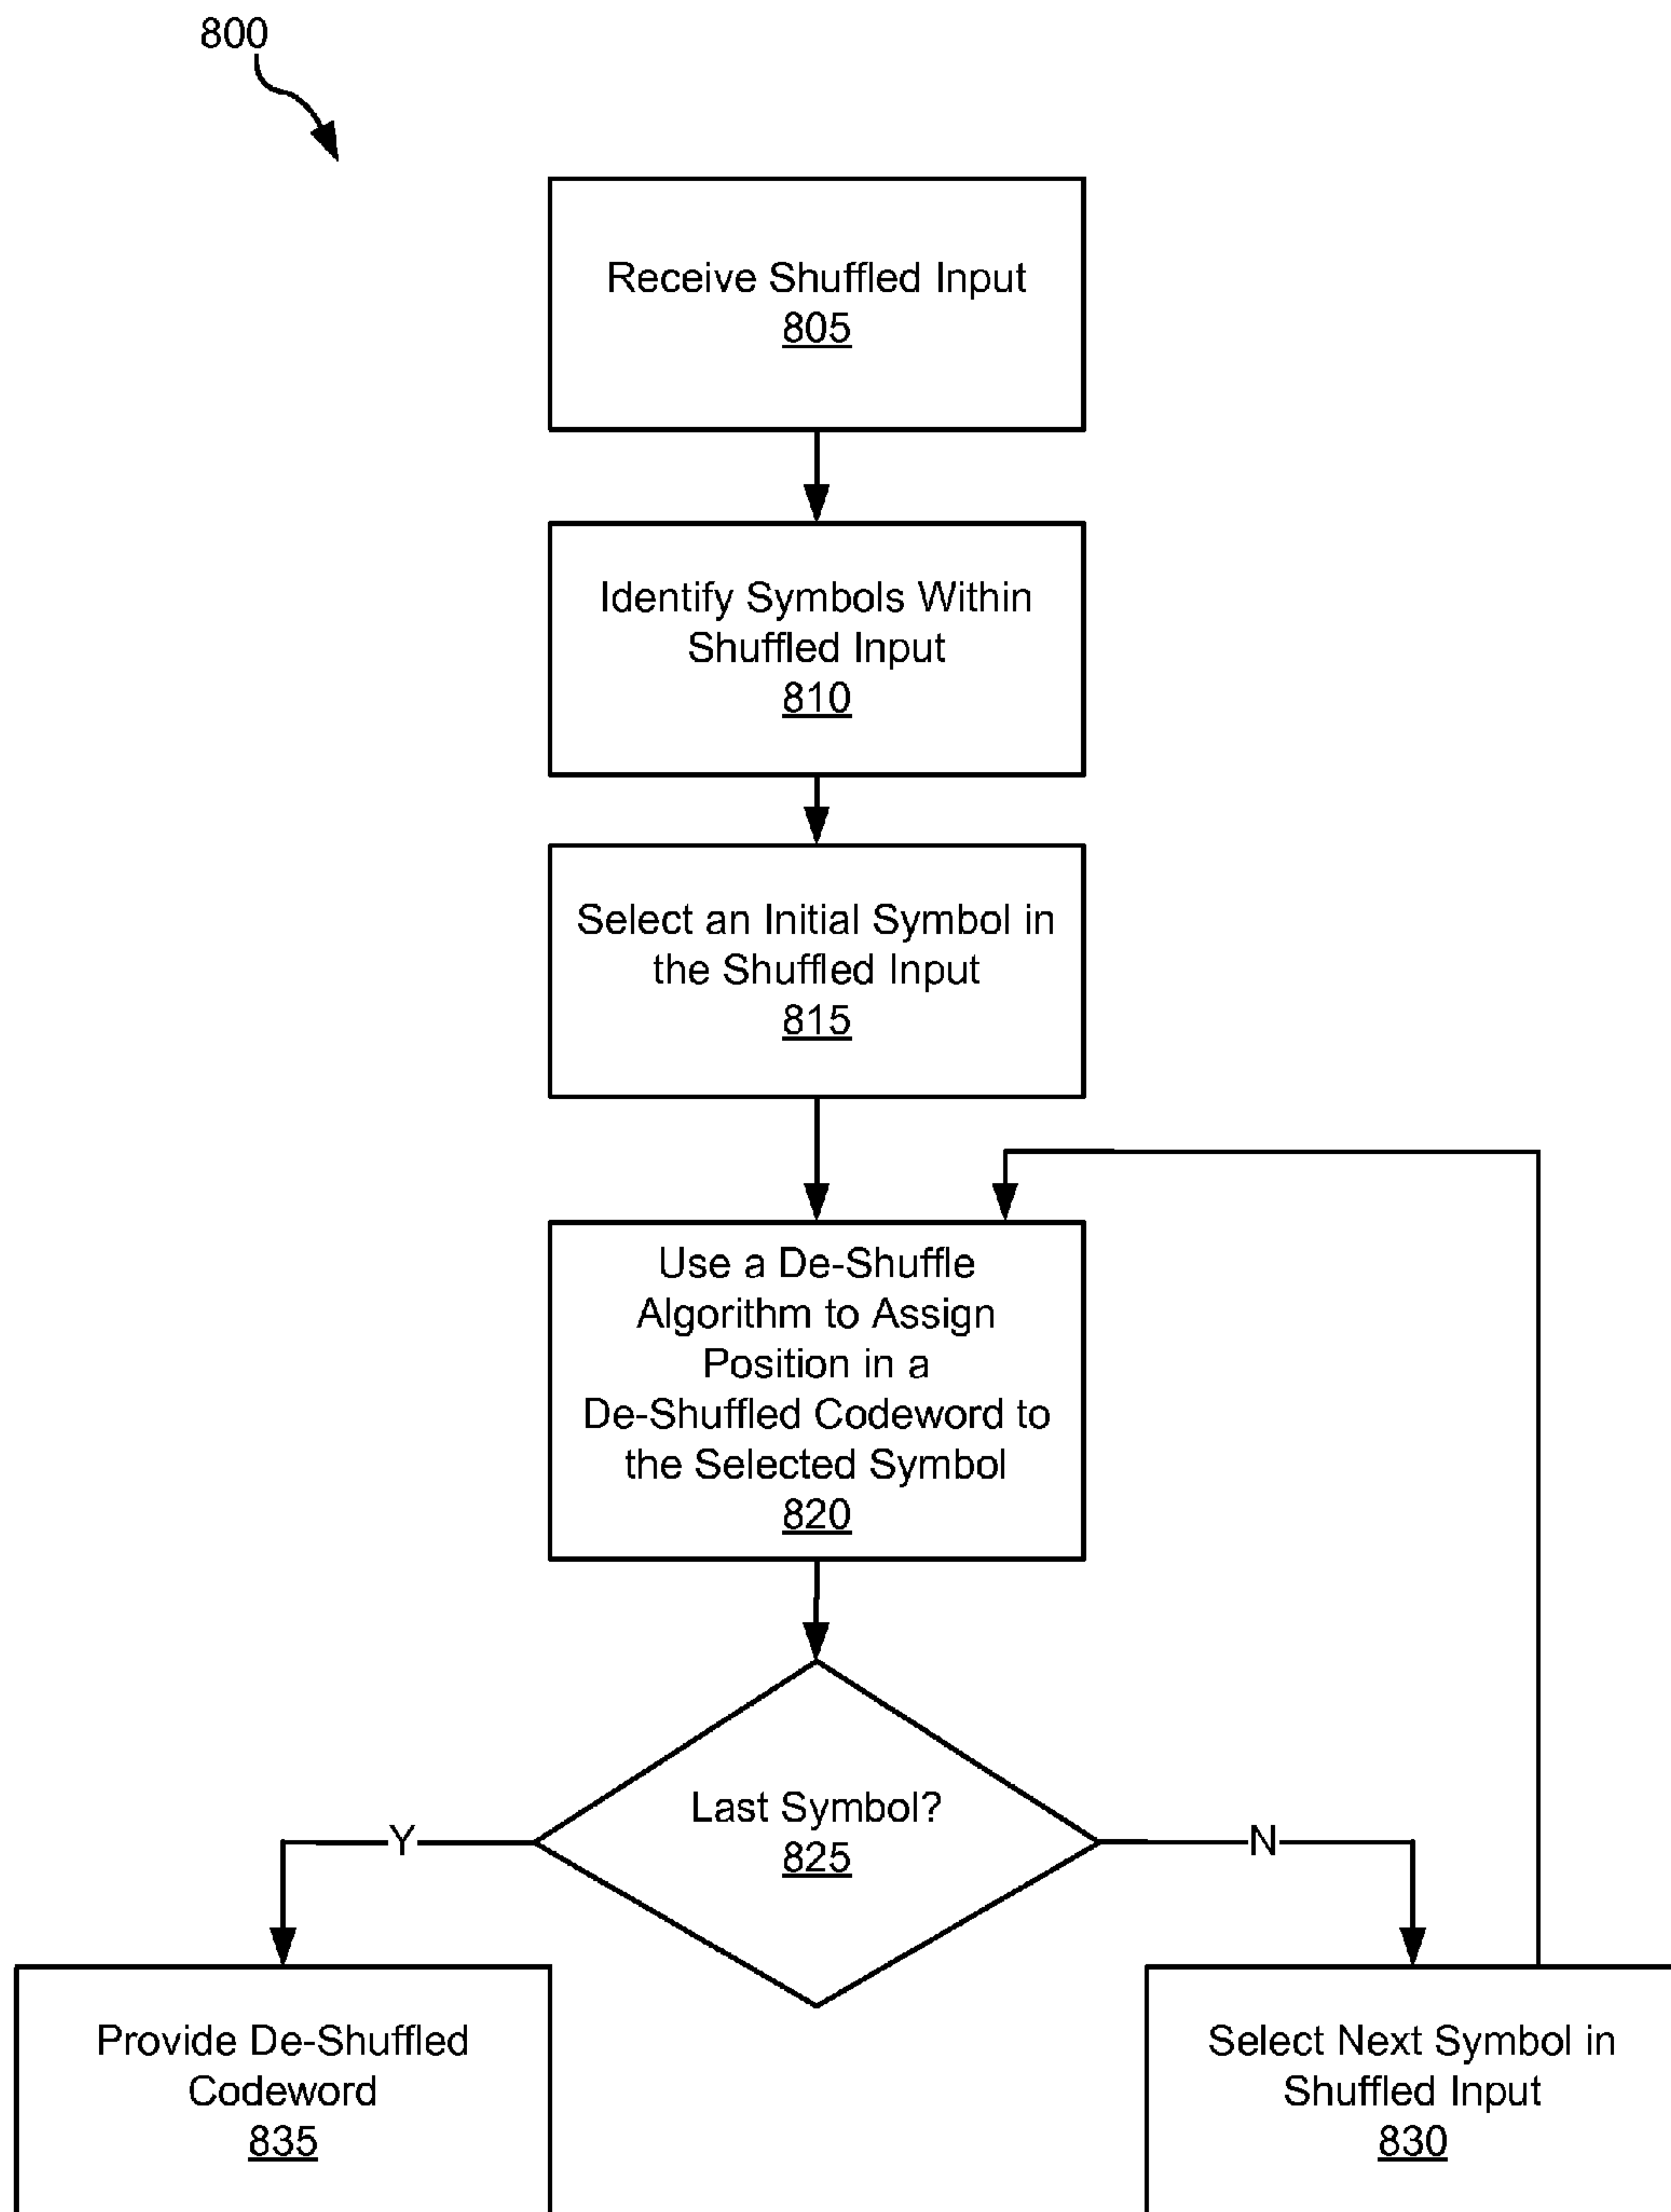 800
Receive Shuffled Input
805
Identify Symbols Within
Shuffled Input
810
Select an Initial Symbol in
the Shuffled Input
815
Use a De-Shuffle
Algorithm to Assign
Position in a
De-Shuffled Codeword to
the Selected Symbol
820
Last Symbol?
825
Y
N
Provide De-Shuffled
Codeword
835
Select Next Symbol in
Shuffled Input
830